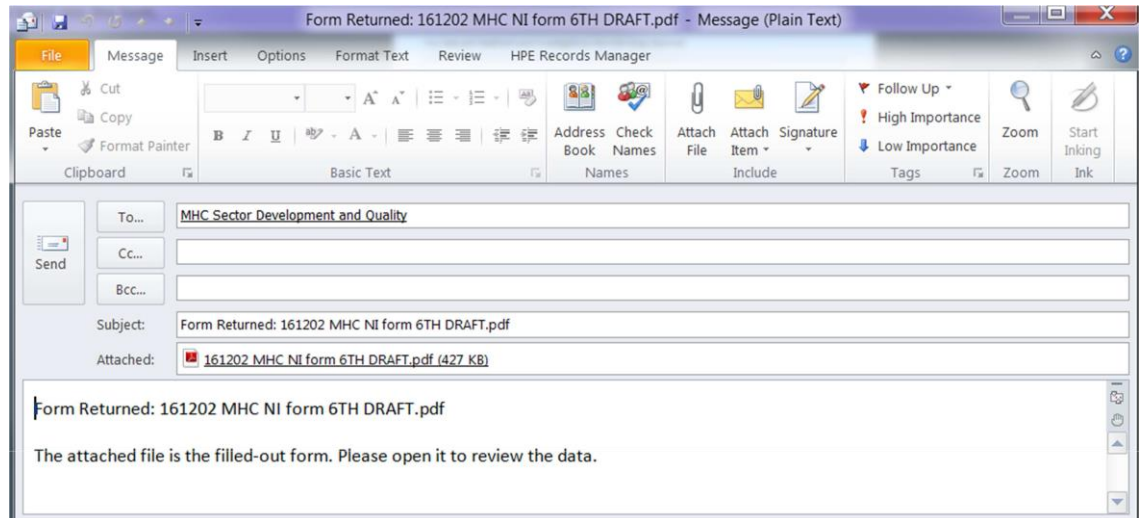 Form Returned: 161202 MHC NI form 6TH DRAFT.pdf - Message (Plain Text)
File Message Insert Options Format Text Review HPE Records Manager
Paste
Cut
Copy
Format Painter
Clipboard
B I U
Basic Text
Address Book
Check Names
Names
Attach File
Attach Item
Signature
Include
Follow Up
High Importance
Low Importance
Tags
Zoom
Zoom
Start Inking
Ink
Send
To... MHC Sector Development and Quality
Cc...
Bcc...
Subject: Form Returned: 161202 MHC NI form 6TH DRAFT.pdf
Attached: 161202 MHC NI form 6TH DRAFT.pdf (427 KB)
Form Returned: 161202 MHC NI form 6TH DRAFT.pdf
The attached file is the filled-out form. Please open it to review the data.